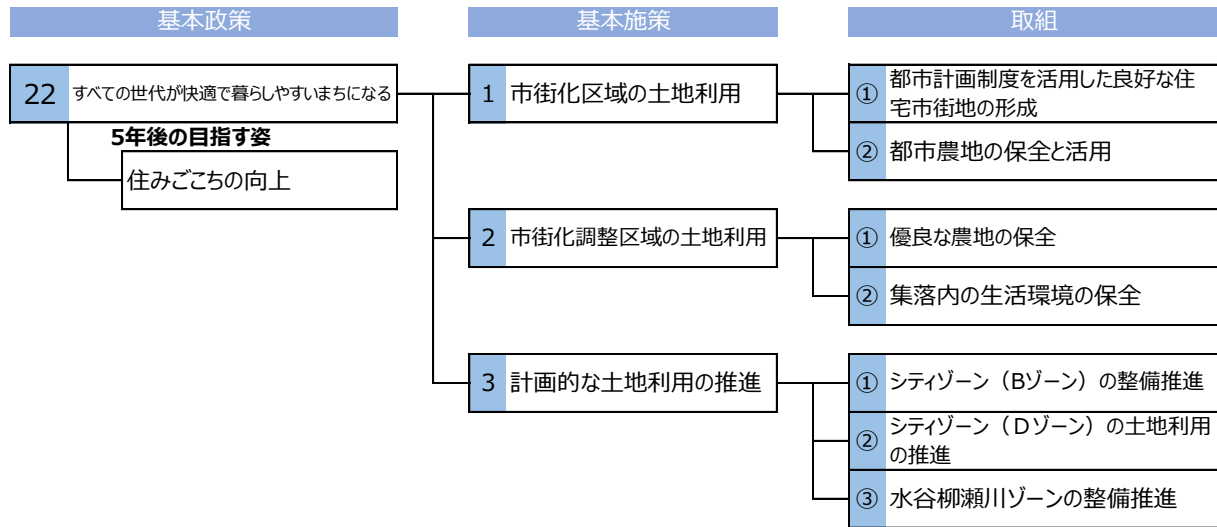 基本政策
基本施策
取組
22 すべての世代が快適で暮らしやすいまちになる
5年後の目指す姿
住みごこちの向上
1 市街化区域の土地利用
① 都市計画制度を活用した良好な住
宅市街地の形成
② 都市農地の保全と活用
2 市街化調整区域の土地利用
① 優良な農地の保全
② 集落内の生活環境の保全
3 計画的な土地利用の推進
① シティゾーン（Bゾーン）の整備推進
② シティゾーン（Ｄゾーン）の土地利用
の推進
③ 水谷柳瀬川ゾーンの整備推進